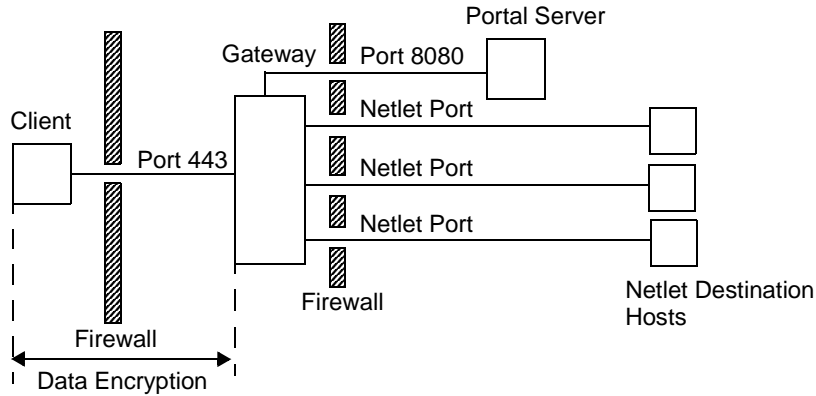 Portal Server
Gateway
Port 8080
Client
Netlet Port
Port 443
Netlet Port
Netlet Port
Netlet Destination
Hosts
Firewall
Firewall
Data Encryption